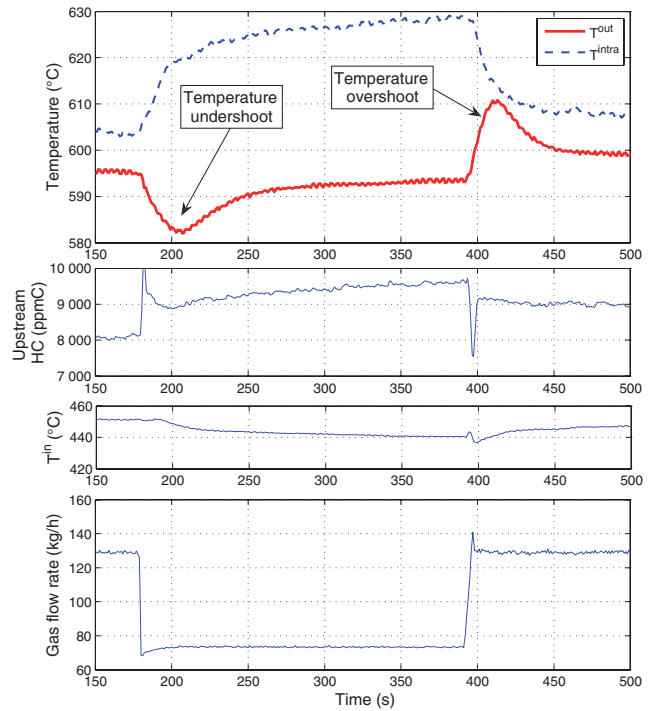 630
620
610
600
590
580
Temperature (°C)
T^out
T^intra
Temperature
undershoot
Temperature
overshoot
150 200 250 300 350 400 450 500
10 000
9 000
8 000
7 000
Upstream
HC (ppmC)
150 200 250 300 350 400 450 500
460
440
420
T^in (°C)
150 200 250 300 350 400 450 500
160
140
120
100
80
60
Gas flow rate (kg/h)
150 200 250 300 350 400 450 500
Time (s)